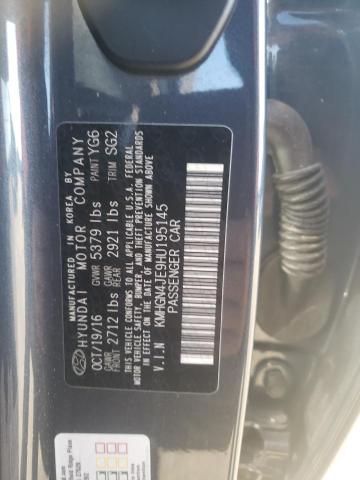 MANUFACTURED IN KOREA BY
HYUNDAI MOTOR COMPANY
OCT/19/16 GVWR 5379 lbs PAINT YG6
GAWR FRONT 2712 lbs GAWR REAR 2921 lbs TRIM SG2
THIS VEHICLE CONFORMS TO
ALL APPLICABLE U.S.A. FEDERAL
MOTOR VEHICLE SAFETY, BUMPER, AND
THEFT PREVENTION STANDARDS
IN EFFECT ON THE DATE OF
MANUFACTURE SHOWN ABOVE
V.I.N KMHGN4JE9HU195145
PASSENGER CAR
Ridge Place